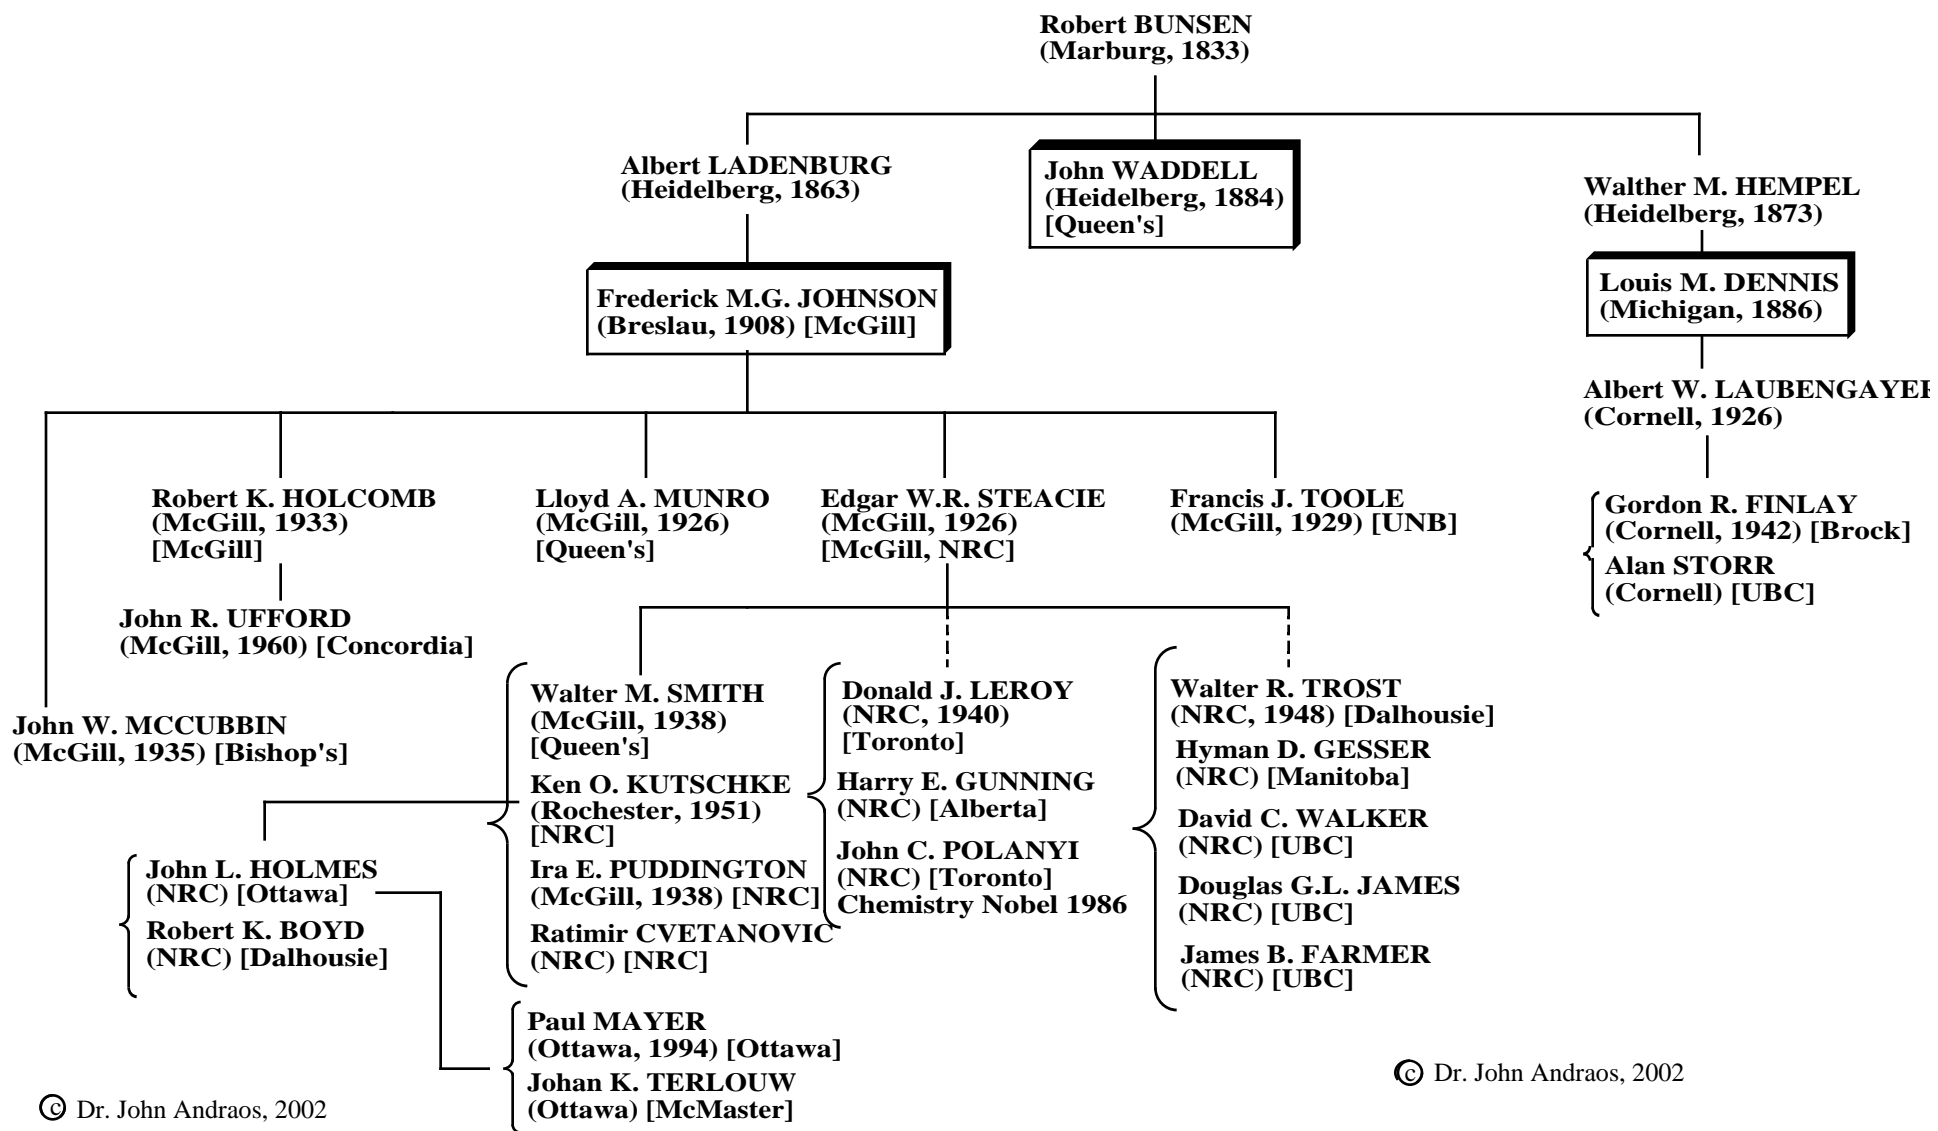 Robert BUNSEN
(Marburg, 1833)
Albert LADENBURG
(Heidelberg, 1863)
John WADDELL
(Heidelberg, 1884)
[Queen's]
Walther M. HEMPEL
(Heidelberg, 1873)
Frederick M.G. JOHNSON
(Breslau, 1908) [McGill]
Louis M. DENNIS
(Michigan, 1886)
Albert W. LAUBENGAYER
(Cornell, 1926)
Robert K. HOLCOMB
(McGill, 1933)
[McGill]
Lloyd A. MUNRO
(McGill, 1926)
[Queen's]
Edgar W.R. STEACIE
(McGill, 1926)
[McGill, NRC]
Francis J. TOOLE
(McGill, 1929) [UNB]
Gordon R. FINLAY
(Cornell, 1942) [Brock]
Alan STORR
(Cornell) [UBC]
John R. UFFORD
(McGill, 1960) [Concordia]
John W. MCCUBBIN
(McGill, 1935) [Bishop's]
Walter M. SMITH
(McGill, 1938)
[Queen's]
Ken O. KUTSCHKE
(Rochester, 1951)
[NRC]
Ira E. PUDDINGTON
(McGill, 1938) [NRC]
Ratimir CVETANOVIC
(NRC) [NRC]
Donald J. LEROY
(NRC, 1940)
[Toronto]
Harry E. GUNNING
(NRC) [Alberta]
John C. POLANYI
(NRC) [Toronto]
Chemistry Nobel 1986
Walter R. TROST
(NRC, 1948) [Dalhousie]
Hyman D. GESSER
(NRC) [Manitoba]
David C. WALKER
(NRC) [UBC]
Douglas G.L. JAMES
(NRC) [UBC]
James B. FARMER
(NRC) [UBC]
John L. HOLMES
(NRC) [Ottawa]
Robert K. BOYD
(NRC) [Dalhousie]
Paul MAYER
(Ottawa, 1994) [Ottawa]
Johan K. TERLOUW
(Ottawa) [McMaster]
© Dr. John Andraos, 2002
© Dr. John Andraos, 2002